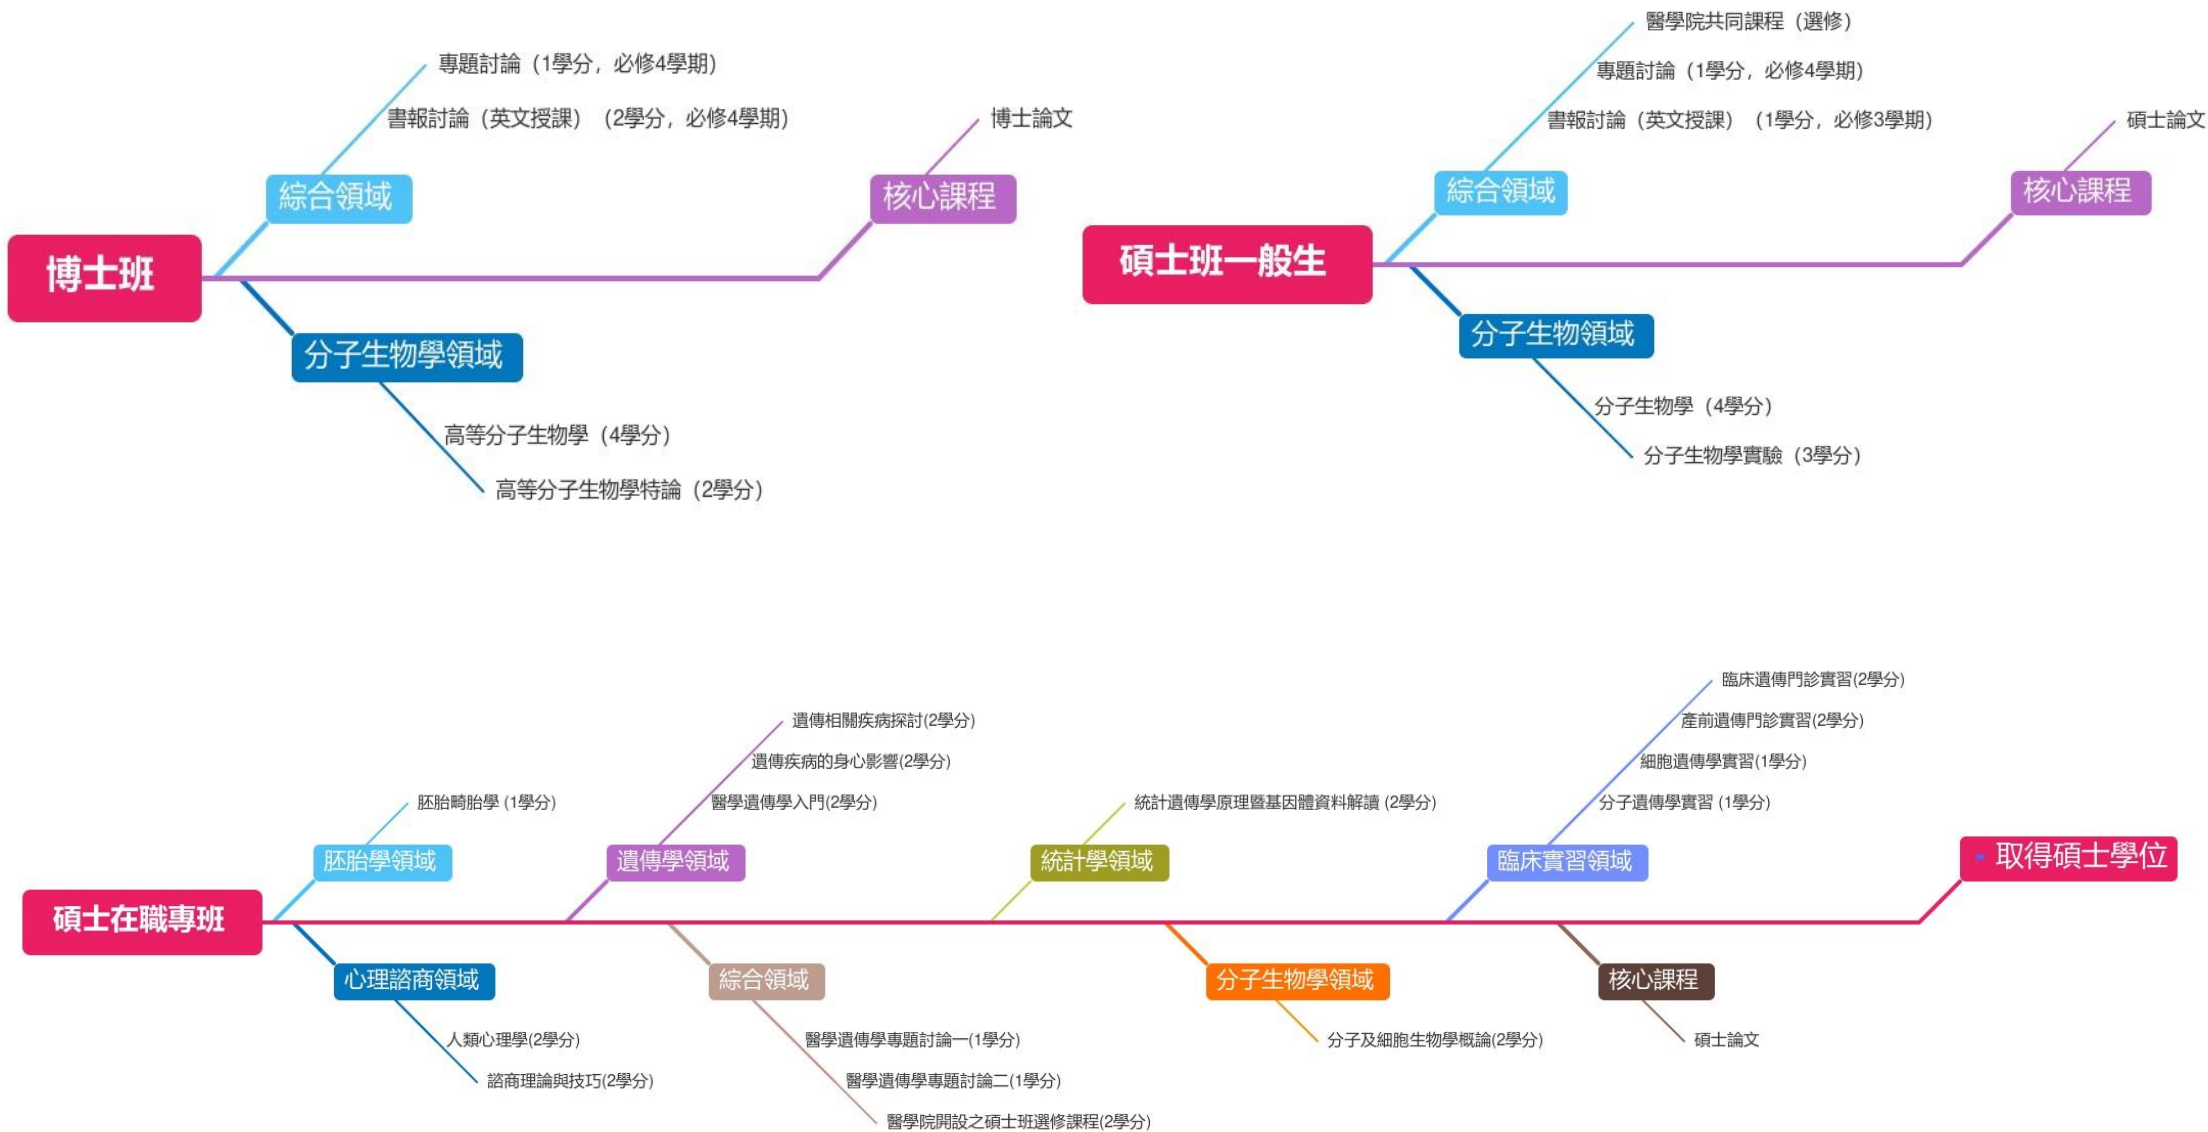 專題討論（1學分，必修4學期）
書報討論（英文授課）（2學分，必修4學期）
博士論文
綜合領域
核心課程
博士班
分子生物學領域
高等分子生物學（4學分）
高等分子生物學特論（2學分）
醫學院共同課程（選修）
專題討論（1學分，必修4學期）
書報討論（英文授課）（1學分，必修3學期）
碩士論文
綜合領域
核心課程
碩士班一般生
分子生物領域
分子生物學（4學分）
分子生物學實驗（3學分）
胚胎畸胎學 (1學分)
胚胎學領域
遺傳相關疾病探討(2學分)
遺傳疾病的身心影響(2學分)
醫學遺傳學入門(2學分)
遺傳學領域
統計遺傳學原理暨基因體資料解讀 (2學分)
統計學領域
臨床遺傳門診實習(2學分)
產前遺傳門診實習(2學分)
細胞遺傳學實習(1學分)
分子遺傳學實習 (1學分)
臨床實習領域
取得碩士學位
碩士在職專班
心理諮商領域
人類心理學(2學分)
諮商理論與技巧(2學分)
綜合領域
醫學遺傳學專題討論一(1學分)
醫學遺傳學專題討論二(1學分)
醫學院開設之碩士班選修課程(2學分)
分子生物學領域
分子及細胞生物學概論(2學分)
核心課程
碩士論文